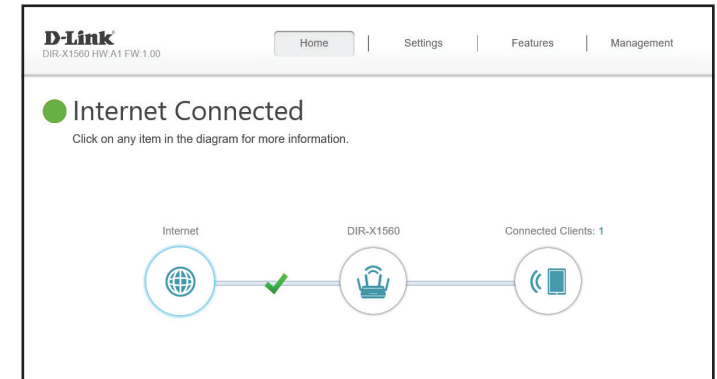 D-Link
DIR-X1560 HW:A1 FW:1.00
Home
Settings
Features
Management
Internet Connected
Click on any item in the diagram for more information.
Internet
DIR-X1560
Connected Clients: 1